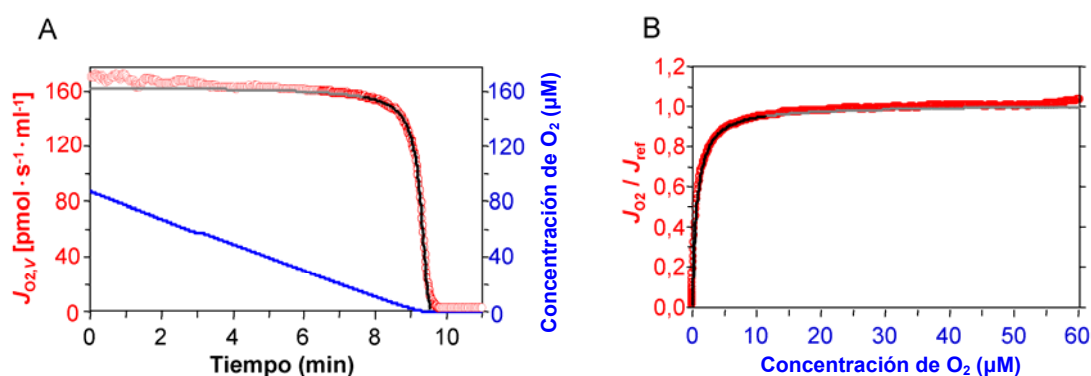 A
J_O2,V [pmol · s⁻¹ · ml⁻¹]
160
120
80
40
0
160
120
80
40
0
Concentración de O₂ (µM)
0 2 4 6 8 10
Tiempo (min)
B
J_O2 / J_ref
1,2
1,0
0,8
0,6
0,4
0,2
0,0
0 10 20 30 40 50 60
Concentración de O₂ (µM)